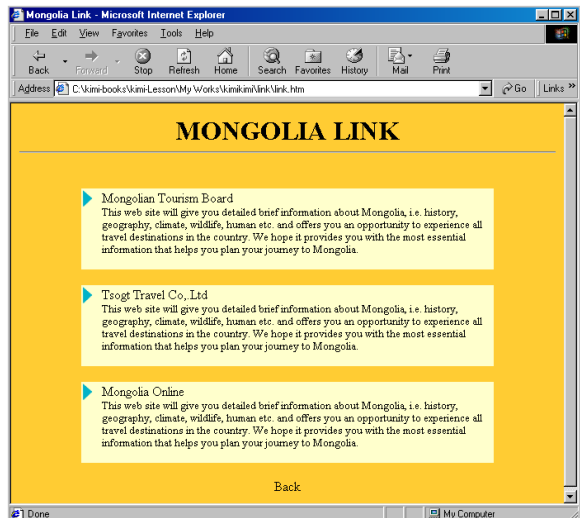 Mongolia Link - Microsoft Internet Explorer
File Edit View Favorites Tools Help
Back Forward Stop Refresh Home Search Favorites History Mail Print
Address C:\kimi-books\kimi-Lesson\My Works\kimikimi\link\link.htm Go Links »
MONGOLIA LINK
Mongolian Tourism Board
This web site will give you detailed brief information about Mongolia, i.e. history,
geography, climate, wildlife, human etc. and offers you an opportunity to experience all
travel destinations in the country. We hope it provides you with the most essential
information that helps you plan your journey to Mongolia.
Tsogt Travel Co, Ltd
This web site will give you detailed brief information about Mongolia, i.e. history,
geography, climate, wildlife, human etc. and offers you an opportunity to experience all
travel destinations in the country. We hope it provides you with the most essential
information that helps you plan your journey to Mongolia.
Mongolia Online
This web site will give you detailed brief information about Mongolia, i.e. history,
geography, climate, wildlife, human etc. and offers you an opportunity to experience all
travel destinations in the country. We hope it provides you with the most essential
information that helps you plan your journey to Mongolia.
Back
Done My Computer